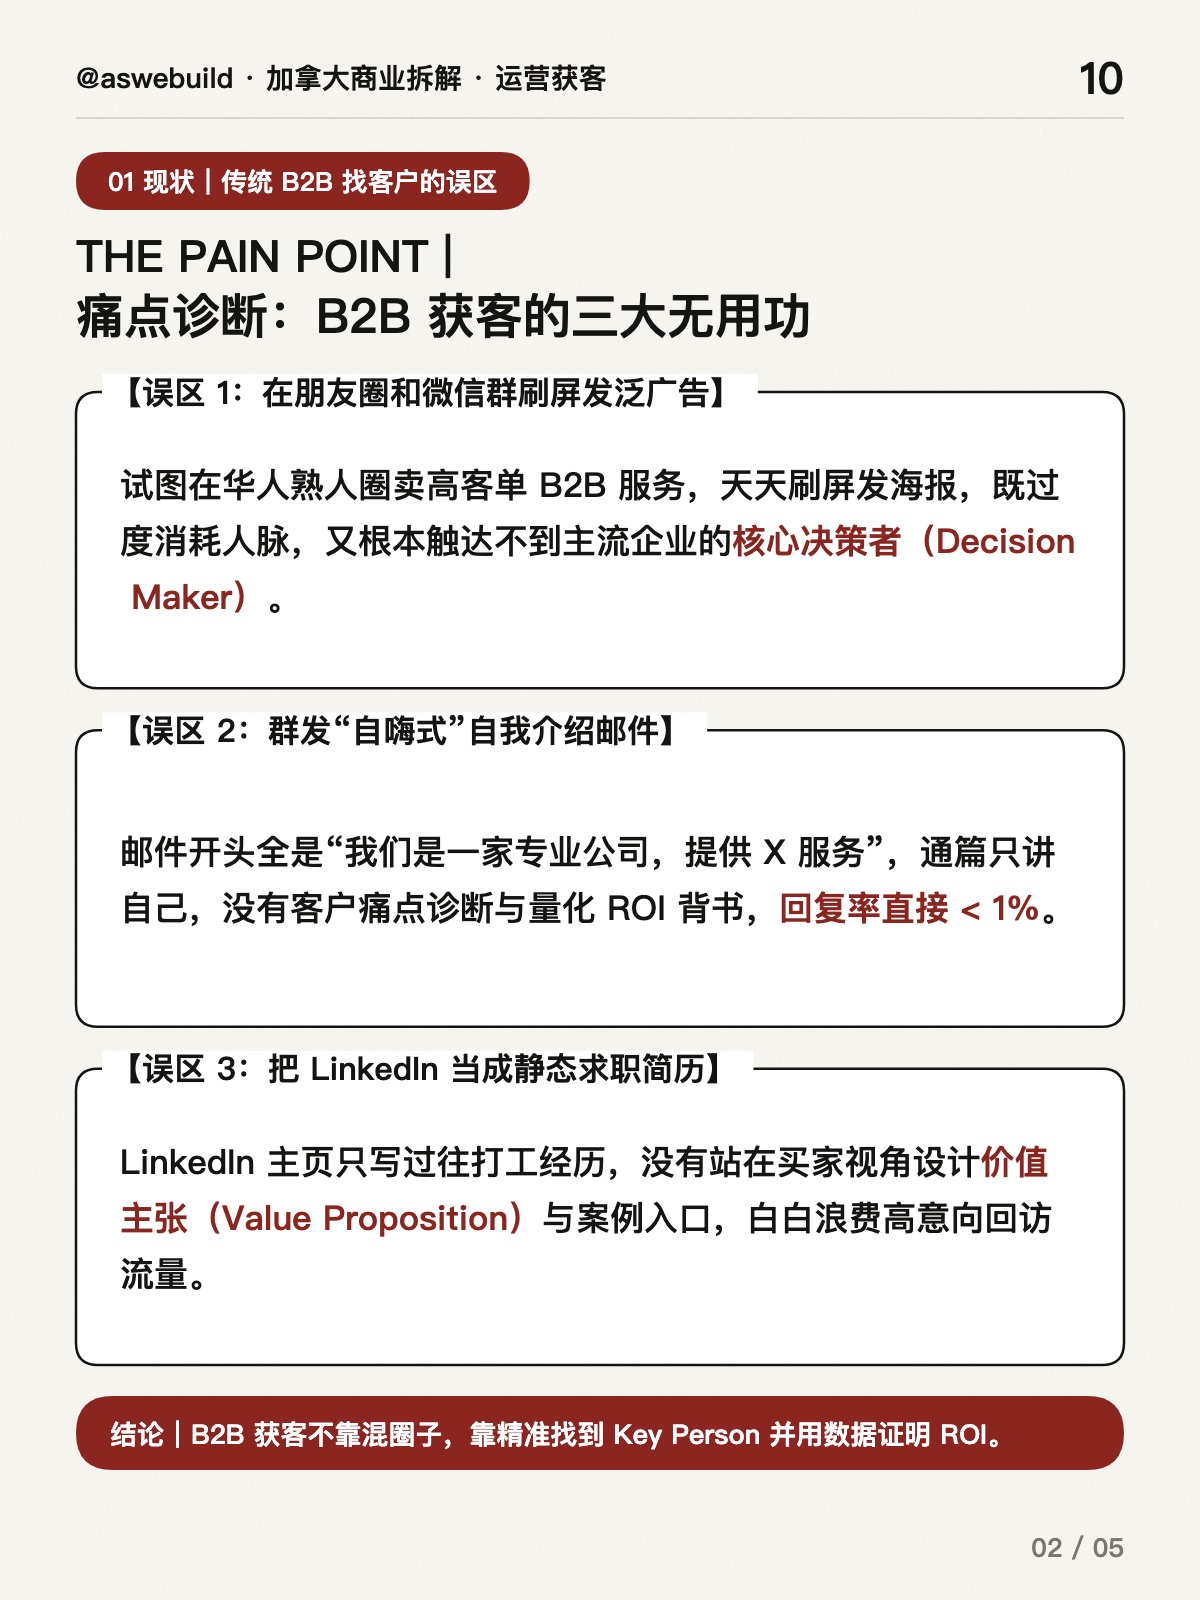 @aswebuild · 加拿大商业拆解 · 运营获客
10
01 现状｜传统 B2B 找客户的误区
THE PAIN POINT｜
痛点诊断：B2B 获客的三大无用功
【误区 1：在朋友圈和微信群刷屏发泛广告】
试图在华人熟人圈卖高客单 B2B 服务，天天刷屏发海报，既过
度消耗人脉，又根本触达不到主流企业的核心决策者（Decision
Maker）。
【误区 2：群发“自嗨式”自我介绍邮件】
邮件开头全是“我们是一家专业公司，提供 X 服务”，通篇只讲
自己，没有客户痛点诊断与量化 ROI 背书，回复率直接 < 1%。
【误区 3：把 LinkedIn 当成静态求职简历】
LinkedIn 主页只写过往打工经历，没有站在买家视角设计价值
主张（Value Proposition）与案例入口，白白浪费高意向回访
流量。
结论｜B2B 获客不靠混圈子，靠精准找到 Key Person 并用数据证明 ROI。
02 / 05